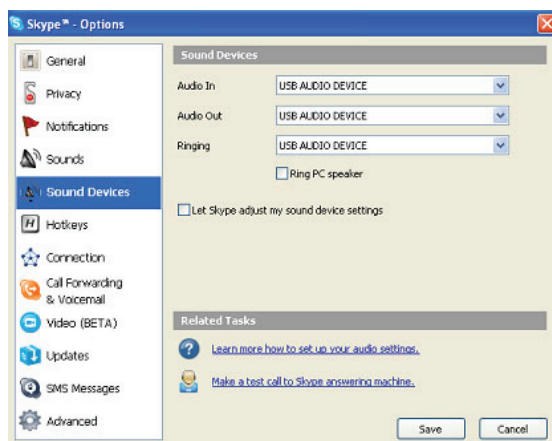 Skype™ - Options
General
Privacy
Notifications
Sounds
Sound Devices
H Hotkeys
Connection
Call Forwarding
& Voicemail
Video (BETA)
Updates
SMS Messages
Advanced
Sound Devices
Audio In USB AUDIO DEVICE
Audio Out USB AUDIO DEVICE
Ringing USB AUDIO DEVICE
Ring PC speaker
Let Skype adjust my sound device settings
Related Tasks
? Learn more how to set up your audio settings.
Make a test call to Skype answering machine.
Save Cancel